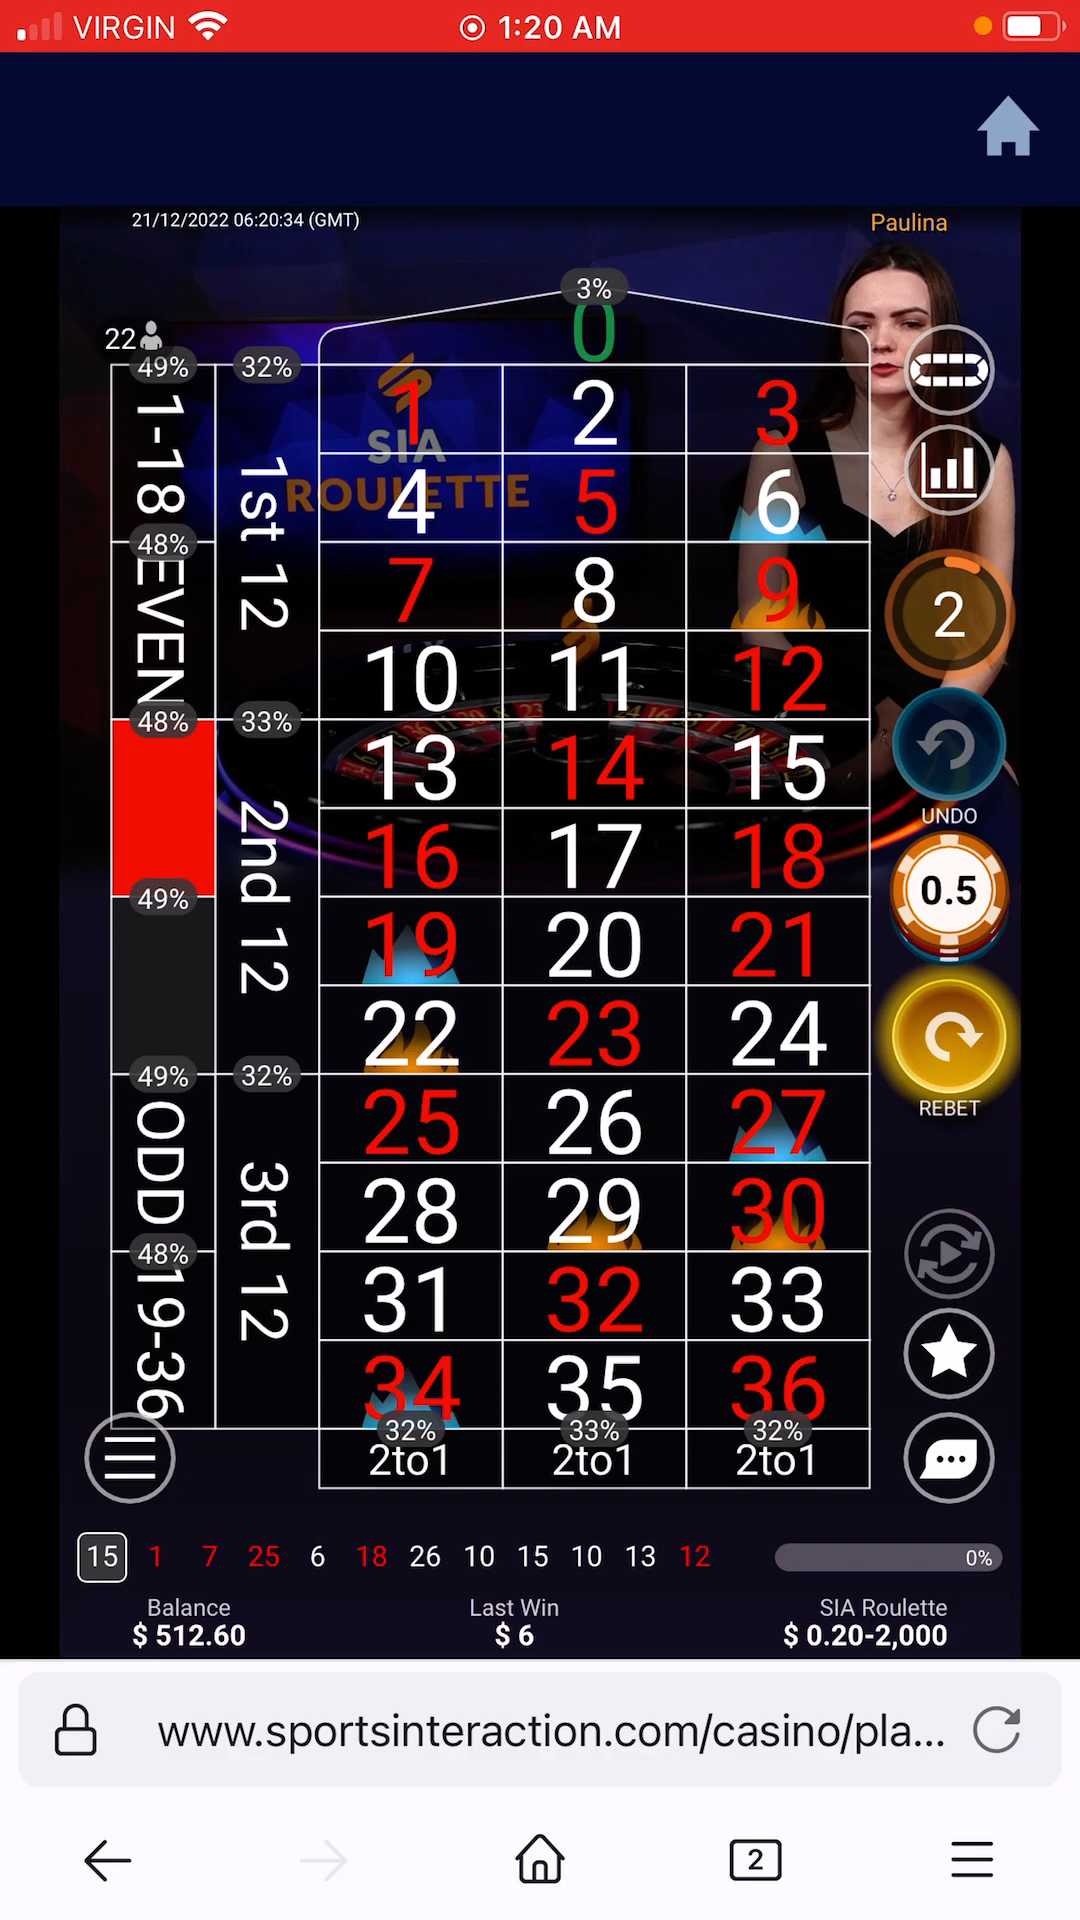 VIRGIN 1:20 AM
21/12/2022 06:20:34 (GMT)
Paulina
3%
0
22
49%
32%
1 2 3
SIA
ROULETTE
4 5 6
7 8 9
10 11 12
13 14 15
16 17 18
19 20 21
22 23 24
25 26 27
28 29 30
31 32 33
34 35 36
1-18
48%
EVEN
48%
49%
49%
ODD
48%
19-36
1st 12
33%
2nd 12
32%
3rd 12
32% 33% 32%
2to1 2to1 2to1
2
UNDO
0.5
REBET
15 1 7 25 6 18 26 10 15 10 13 12
0%
Balance
$ 512.60
Last Win
$ 6
SIA Roulette
$ 0.20-2,000
www.sportsinteraction.com/casino/pla...
2